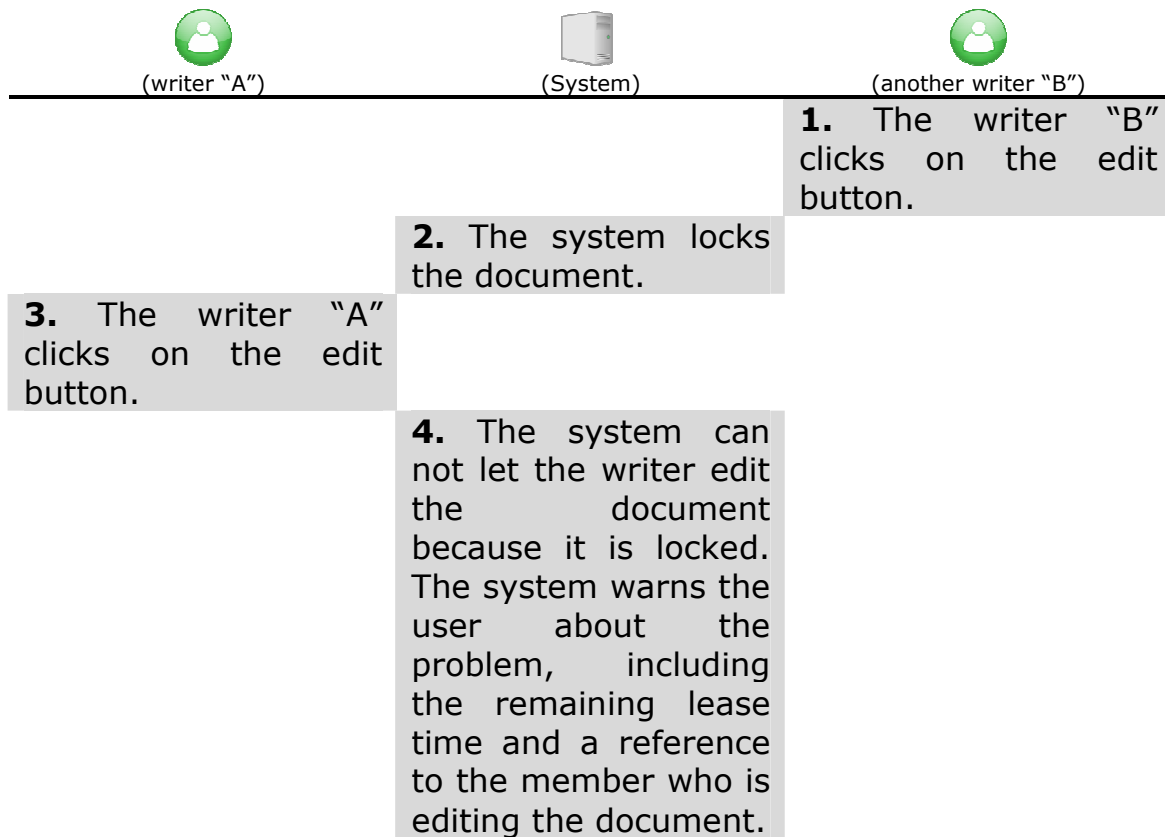 (writer “A”)
(System)
(another writer “B”)
1. The writer “B”
clicks on the edit
button.
2. The system locks
the document.
3. The writer “A”
clicks on the edit
button.
4. The system can
not let the writer edit
the document
because it is locked.
The system warns the
user about the
problem, including
the remaining lease
time and a reference
to the member who is
editing the document.